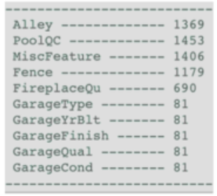 --------------------------------
Alley ---------------- 1369
PoolQC --------------- 1453
MiscFeature ---------- 1406
Fence ---------------- 1179
FireplaceQu ---------- 690
GarageType -------- 81
GarageYrBlt -------- 81
GarageFinish -------- 81
GarageQual -------- 81
GarageCond -------- 81
--------------------------------